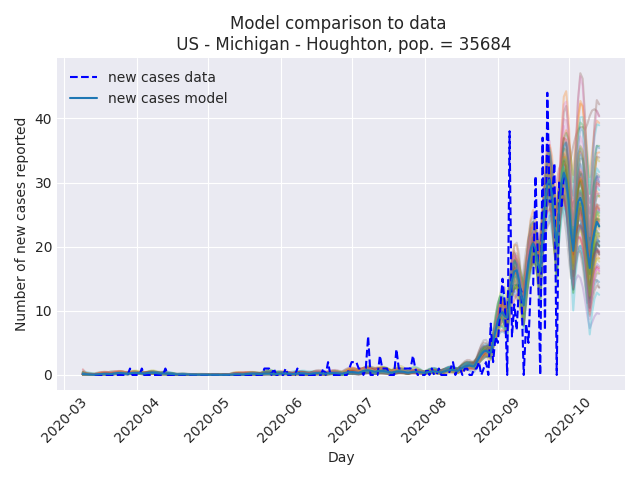 Model comparison to data
US - Michigan - Houghton, pop. = 35684
new cases data
new cases model
Number of new cases reported
40
30
20
10
0
2020-03
2020-04
2020-05
2020-06
2020-07
2020-08
2020-09
2020-10
Day